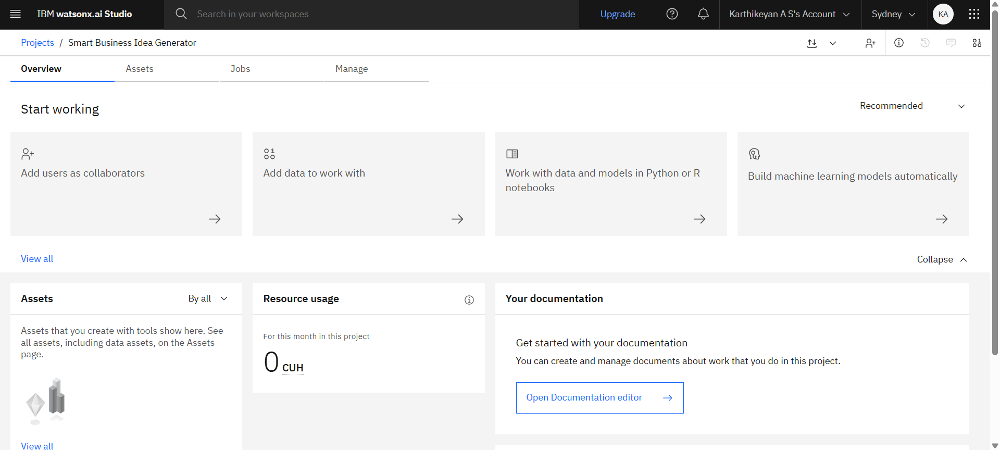 IBM watsonx.ai Studio
Search in your workspaces
Upgrade
Karthikeyan A S's Account
Sydney
KA
Projects / Smart Business Idea Generator
Overview
Assets
Jobs
Manage
Start working
Recommended
Add users as collaborators
Add data to work with
Work with data and models in Python or R
notebooks
Build machine learning models automatically
View all
Collapse
Assets
By all
Assets that you create with tools show here. See
all assets, including data assets, on the Assets
page.
View all
Resource usage
For this month in this project
0 CUH
Your documentation
Get started with your documentation
You can create and manage documents about work that you do in this project.
Open Documentation editor